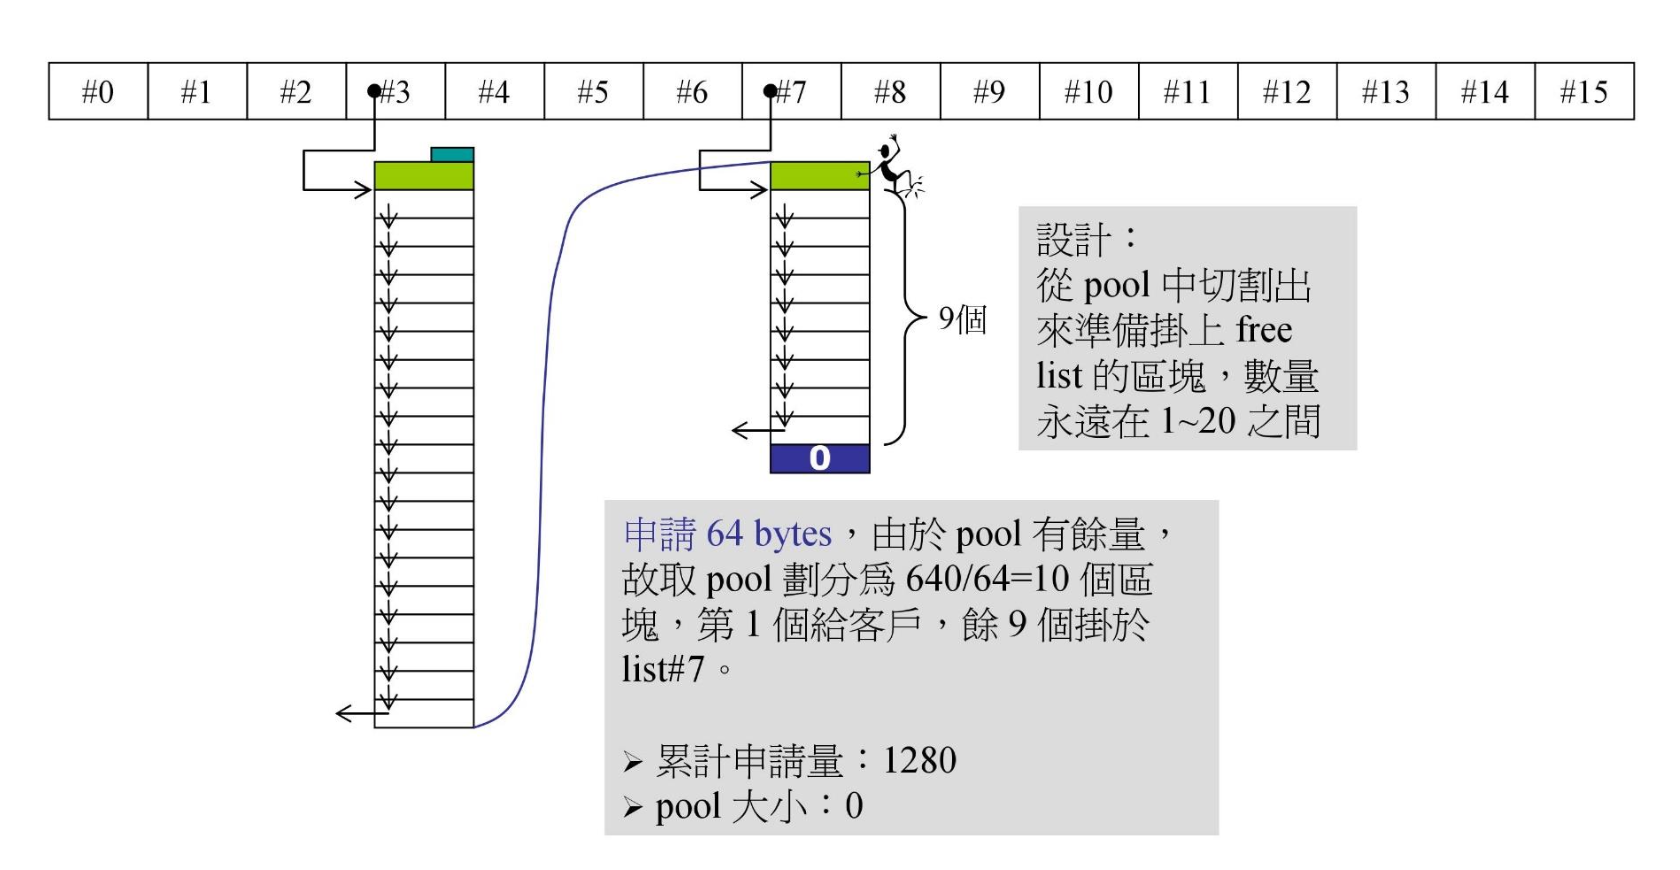 #0 #1 #2 #3 #4 #5 #6 #7 #8 #9 #10 #11 #12 #13 #14 #15
設計：
從 pool 中切割出
來準備掛上 free
list 的區塊，數量
永遠在 1~20 之間
9個
0
申請 64 bytes，由於 pool 有餘量，
故取 pool 劃分爲 640/64=10 個區
塊，第 1 個給客戶，餘 9 個掛於
list#7。
➢ 累計申請量：1280
➢ pool 大小：0